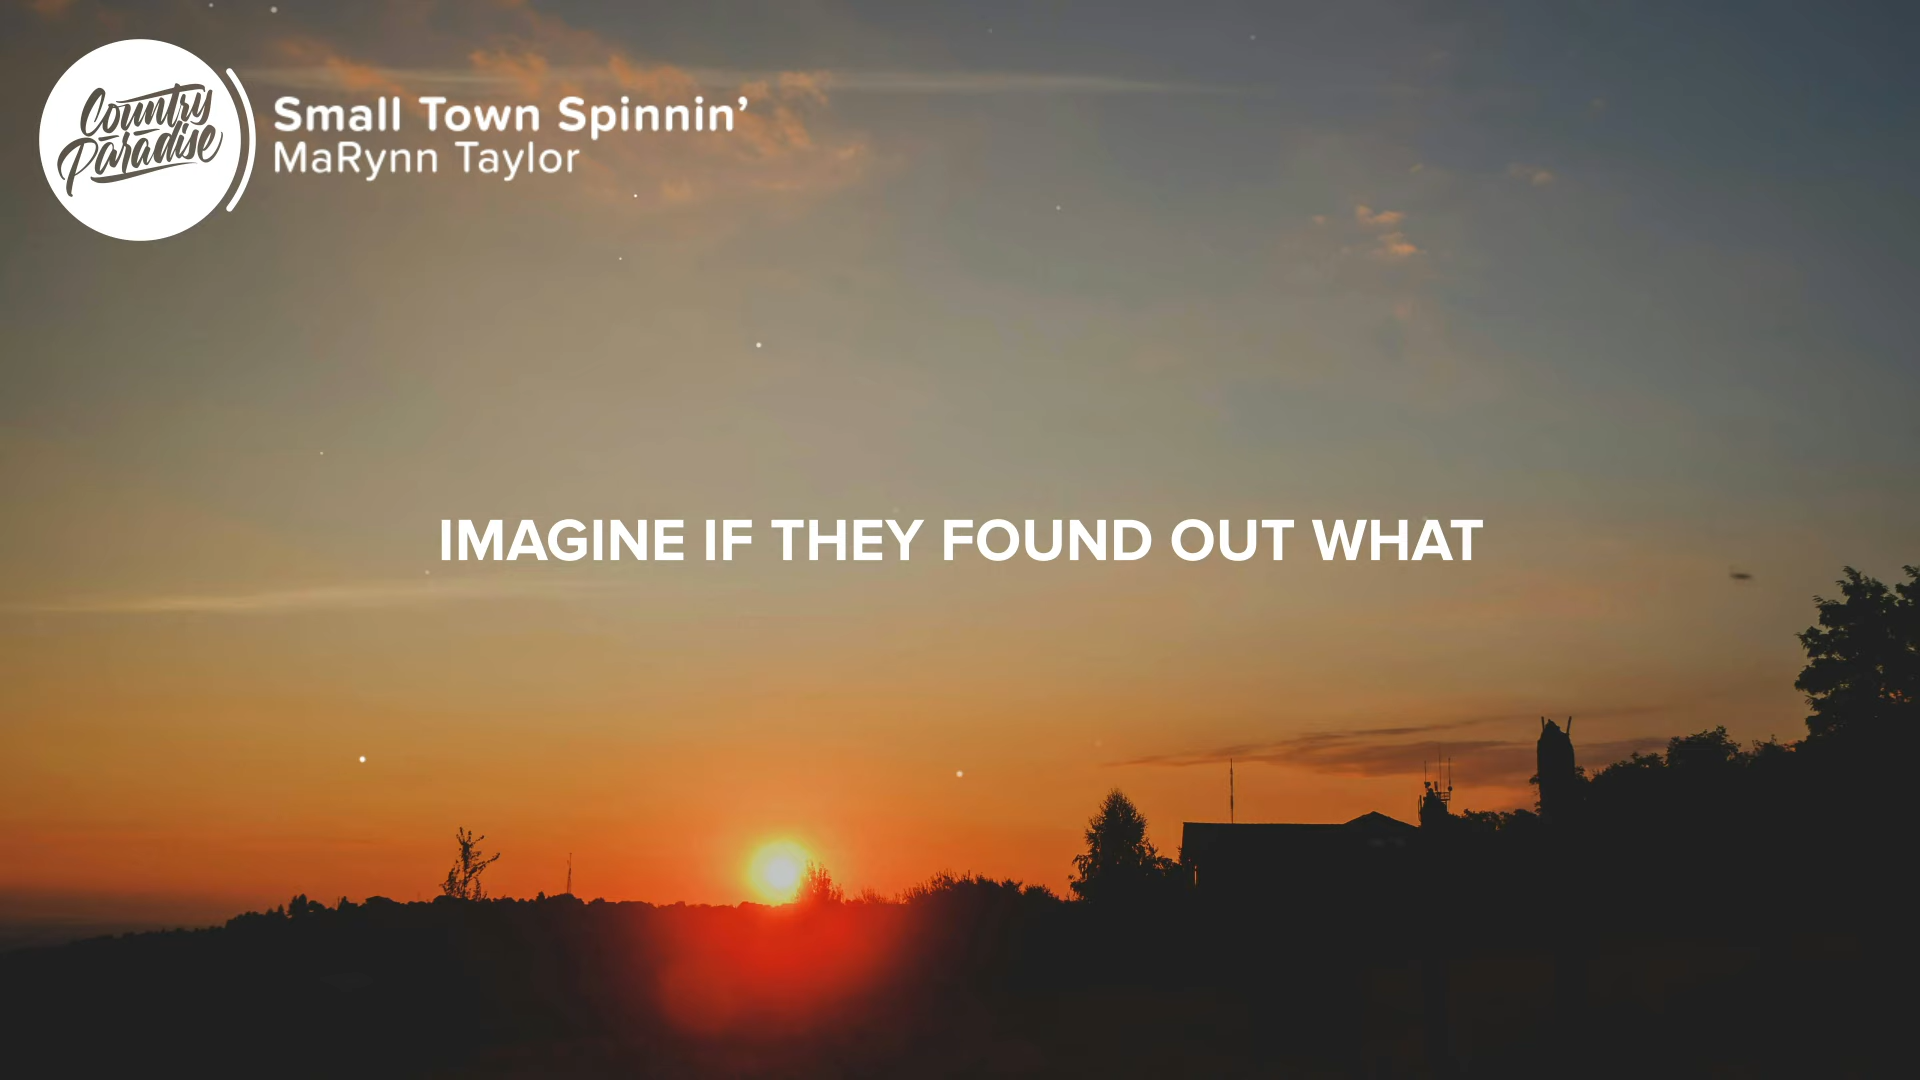 Country
Paradise
Small Town Spinnin’
MaRynn Taylor
IMAGINE IF THEY FOUND OUT WHAT